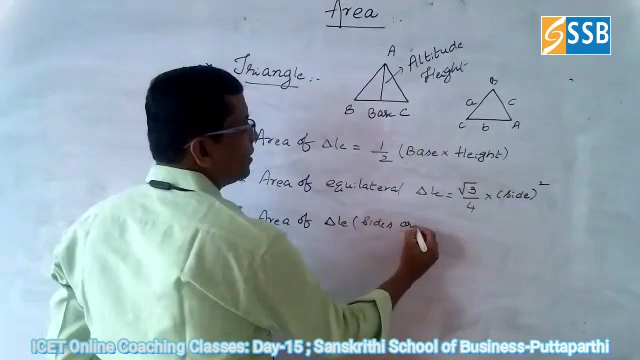 Area
SSB
Triangle:-
A
Altitude
Height
B Base C
B
a c
C b A
Area of Δle = 1/2 (Base × Height)
Area of equilateral Δle = √3/4 × (side)²
Area of Δle (sides ar
ICET Online Coaching Classes: Day-15 ; Sanskrithi School of Business-Puttaparthi